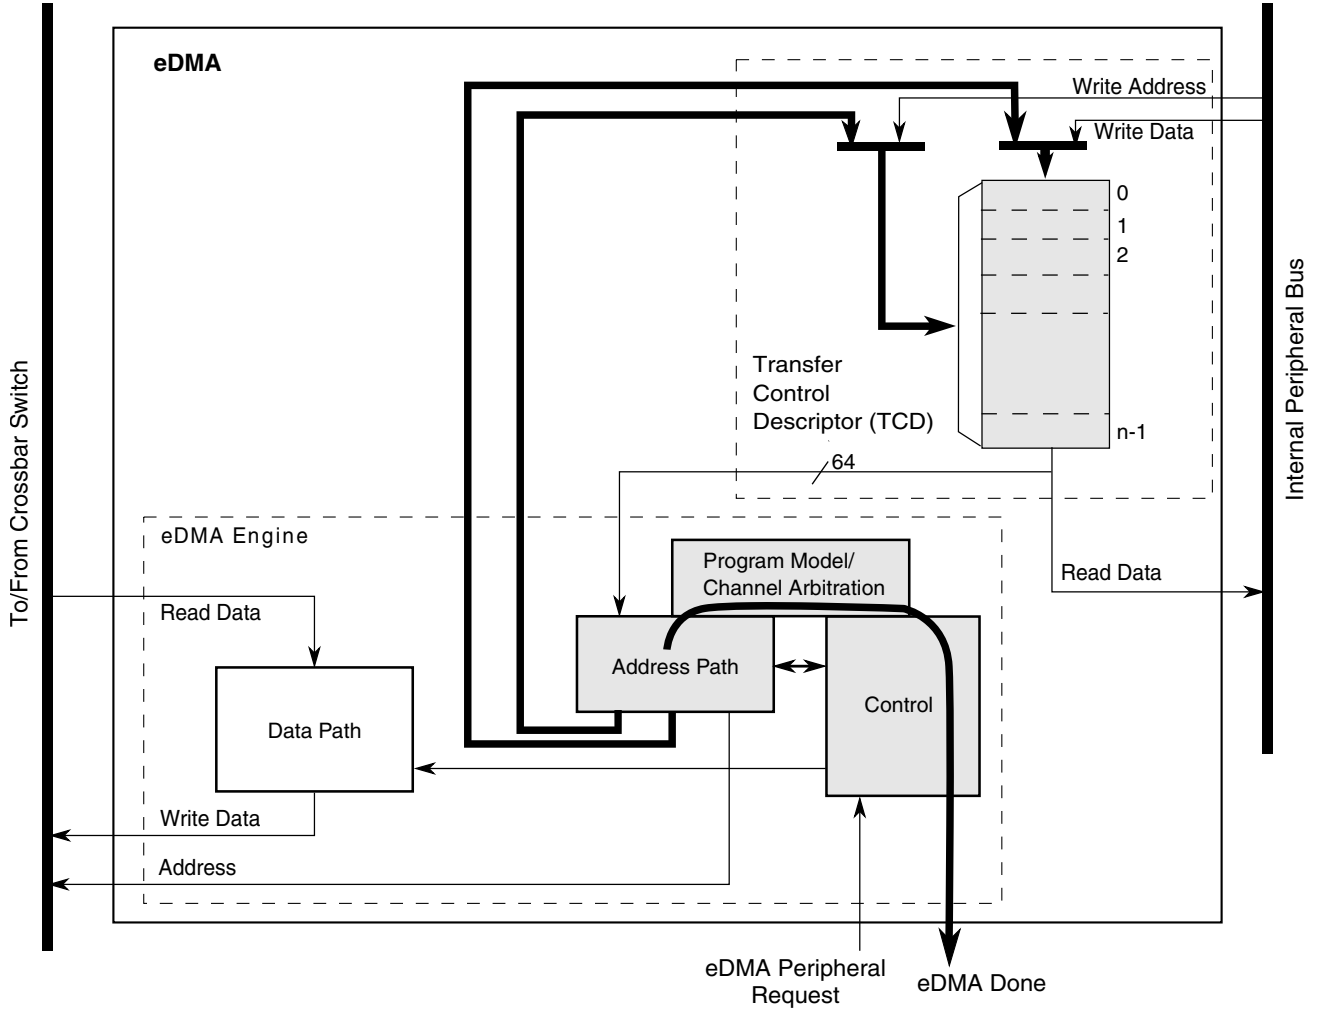 eDMA
Write Address
Write Data
0
1
2
n-1
Transfer
Control
Descriptor (TCD)
64
To/From Crossbar Switch
Internal Peripheral Bus
eDMA Engine
Program Model/
Channel Arbitration
Read Data
Read Data
Address Path
Control
Data Path
Write Data
Address
eDMA Peripheral
Request
eDMA Done